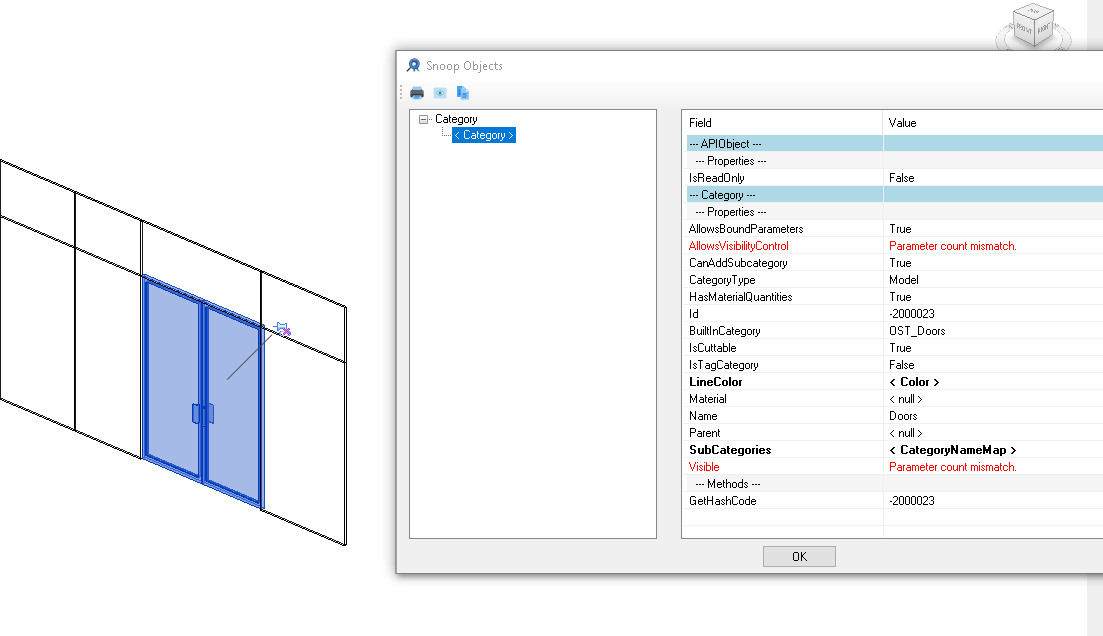 Snoop Objects
Category
< Category >
Field Value
--- APIObject ---
--- Properties ---
IsReadOnly False
--- Category ---
--- Properties ---
AllowsBoundParameters True
AllowsVisibilityControl Parameter count mismatch.
CanAddSubcategory True
CategoryType Model
HasMaterialQuantities True
Id -2000023
BuiltInCategory OST_Doors
IsCuttable True
IsTagCategory False
LineColor < Color >
Material < null >
Name Doors
Parent < null >
SubCategories < CategoryNameMap >
Visible Parameter count mismatch.
--- Methods ---
GetHashCode -2000023
OK